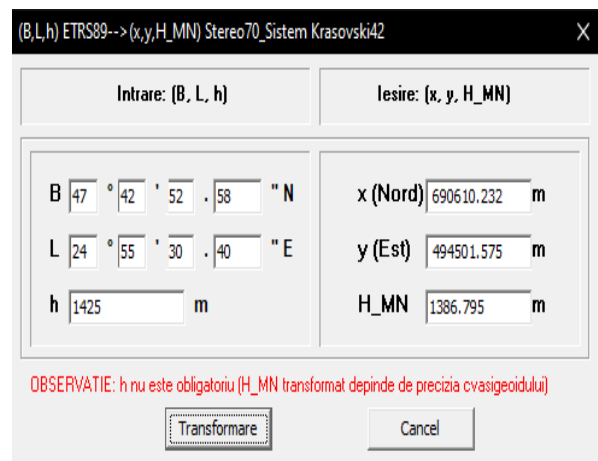 (B,L,h) ETRS89-->(x,y,H_MN) Stereo70_Sistem Krasovski42 X
Intrare: (B, L, h) Iesire: (x, y, H_MN)
B 47 ° 42 ' 52 . 58 " N x (Nord) 690610.232 m
L 24 ° 55 ' 30 . 40 " E y (Est) 494501.575 m
h 1425 m H_MN 1386.795 m
OBSERVATIE: h nu este obligatoriu (H_MN transformat depinde de precizia cvasigeoidului)
Transformare Cancel